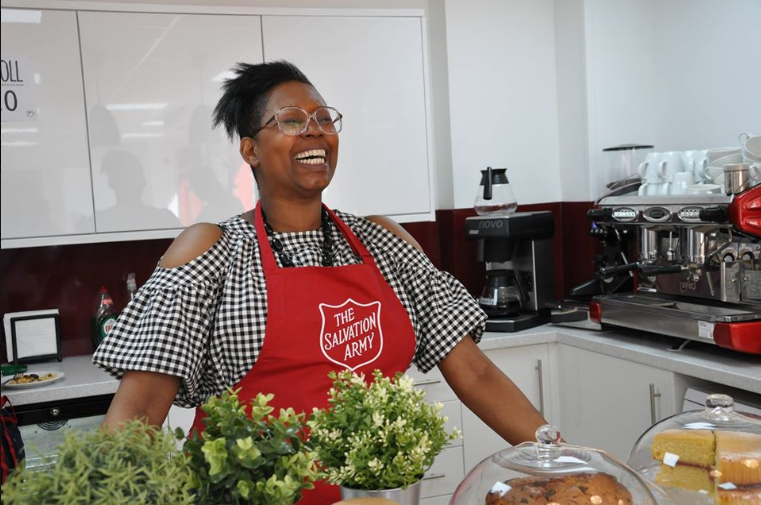 OLL
.0
THE
SALVATION
ARMY
novo